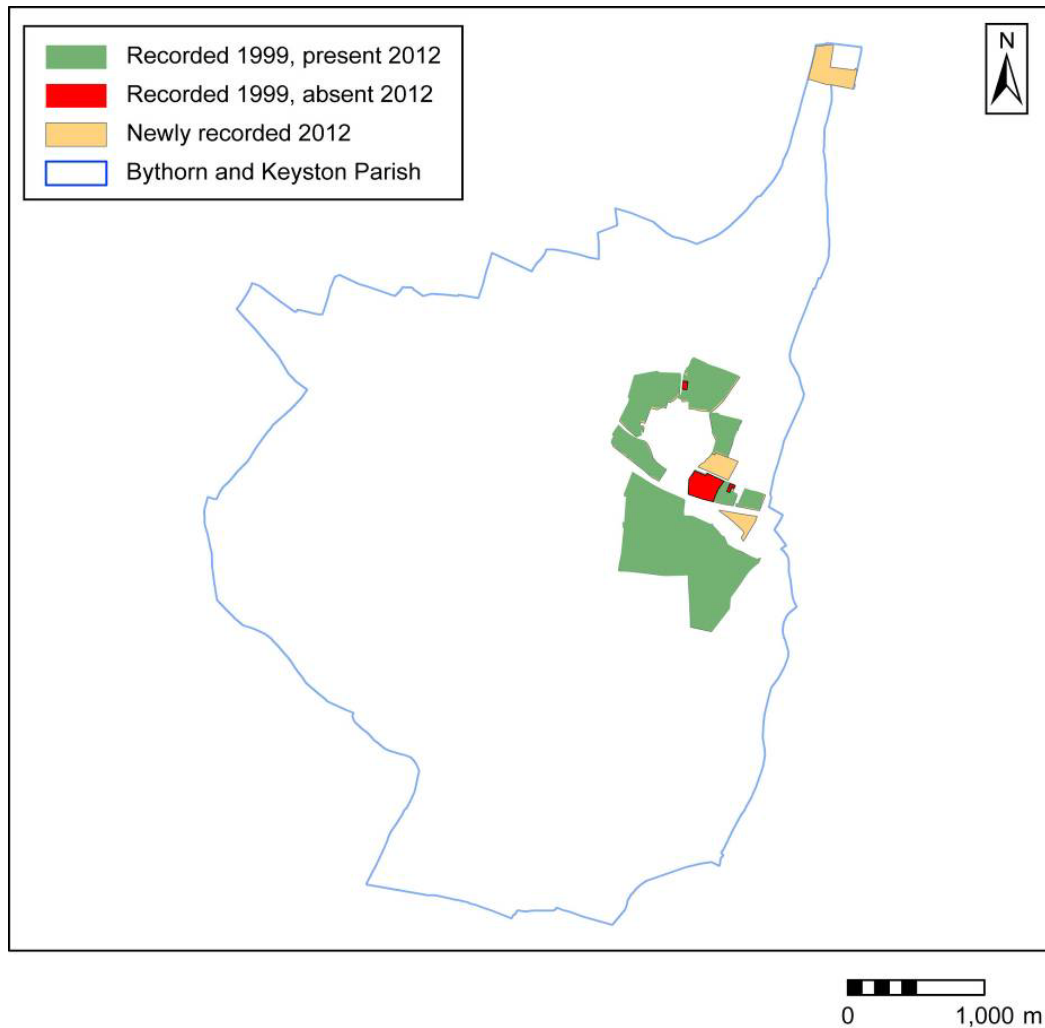 Recorded 1999, present 2012
Recorded 1999, absent 2012
Newly recorded 2012
Bythorn and Keyston Parish
N
0 1,000 m